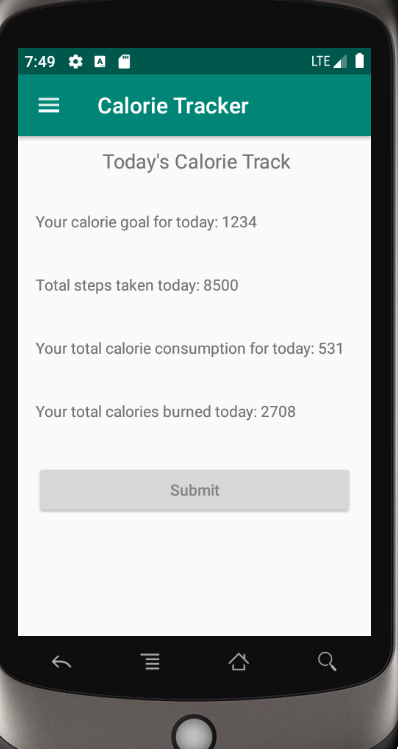 7:49 A LTE
Calorie Tracker
Today's Calorie Track
Your calorie goal for today: 1234
Total steps taken today: 8500
Your total calorie consumption for today: 531
Your total calories burned today: 2708
Submit